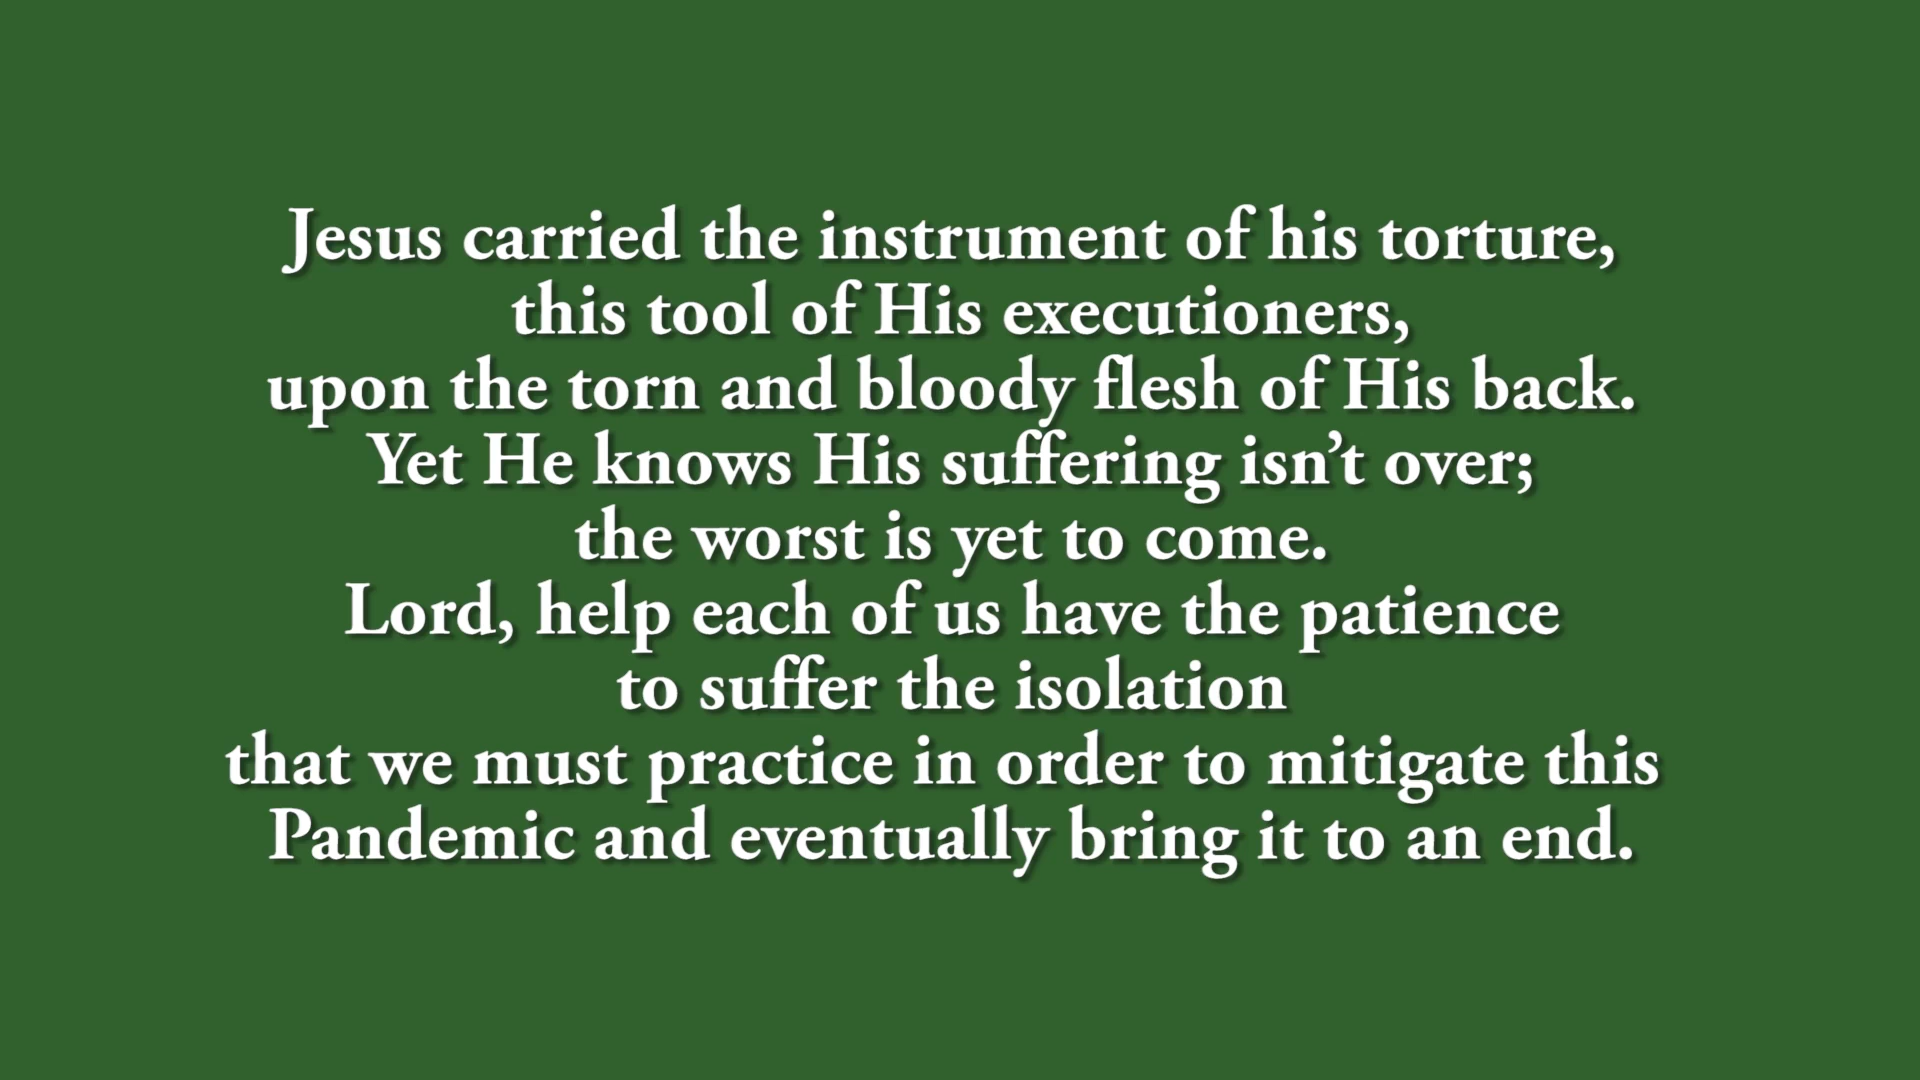 Jesus carried the instrument of his torture,
this tool of His executioners,
upon the torn and bloody flesh of His back.
Yet He knows His suffering isn’t over;
the worst is yet to come.
Lord, help each of us have the patience
to suffer the isolation
that we must practice in order to mitigate this
Pandemic and eventually bring it to an end.